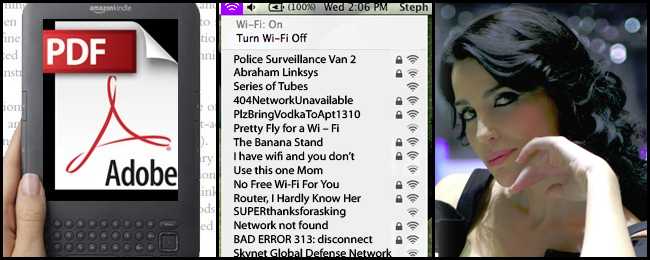 amazonkindle
PDF
Adobe
(100%) Wed 2:06 PM Steph
Wi-Fi: On
Turn Wi-Fi Off
Police Surveillance Van 2
Abraham Linksys
Series of Tubes
404NetworkUnavailable
PlzBringVodkaToApt1310
Pretty Fly for a Wi – Fi
The Banana Stand
I have wifi and you don't
Use this one Mom
No Free Wi-Fi For You
Router, I Hardly Know Her
SUPERthanksforasking
Network not found
BAD ERROR 313: disconnect
Skynet Global Defense Network